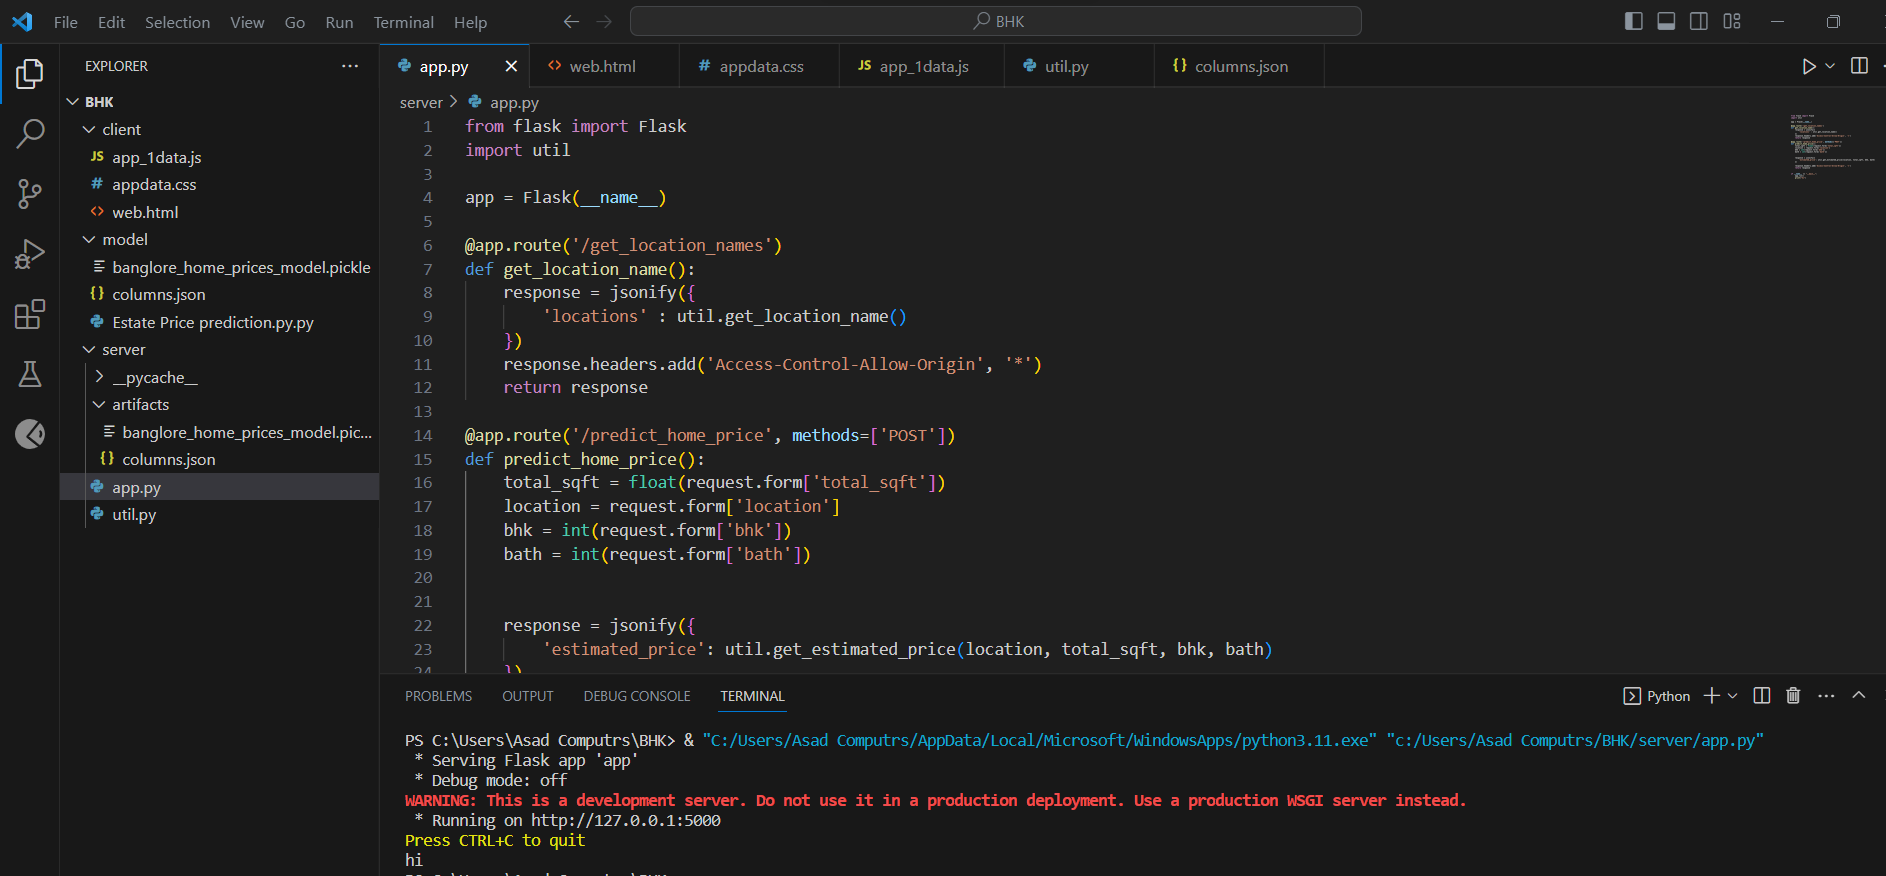 File Edit Selection View Go Run Terminal Help
BHK
EXPLORER
BHK
client
JS app_1data.js
# appdata.css
<> web.html
model
banglore_home_prices_model.pickle
{} columns.json
Estate Price prediction.py.py
server
__pycache__
artifacts
banglore_home_prices_model.pic...
{} columns.json
app.py
util.py
app.py
<> web.html
# appdata.css
JS app_1data.js
util.py
{} columns.json
server > app.py
1 from flask import Flask
2 import util
3
4 app = Flask(__name__)
5
6 @app.route('/get_location_names')
7 def get_location_name():
8 response = jsonify({
9 'locations' : util.get_location_name()
10 })
11 response.headers.add('Access-Control-Allow-Origin', '*')
12 return response
13
14 @app.route('/predict_home_price', methods=['POST'])
15 def predict_home_price():
16 total_sqft = float(request.form['total_sqft'])
17 location = request.form['location']
18 bhk = int(request.form['bhk'])
19 bath = int(request.form['bath'])
20
21
22 response = jsonify({
23 'estimated_price': util.get_estimated_price(location, total_sqft, bhk, bath)
24 })
PROBLEMS OUTPUT DEBUG CONSOLE TERMINAL
Python
PS C:\Users\Asad Computrs\BHK> & "C:/Users/Asad Computrs/AppData/Local/Microsoft/WindowsApps/python3.11.exe" "c:/Users/Asad Computrs/BHK/server/app.py"
* Serving Flask app 'app'
* Debug mode: off
WARNING: This is a development server. Do not use it in a production deployment. Use a production WSGI server instead.
* Running on http://127.0.0.1:5000
Press CTRL+C to quit
hi